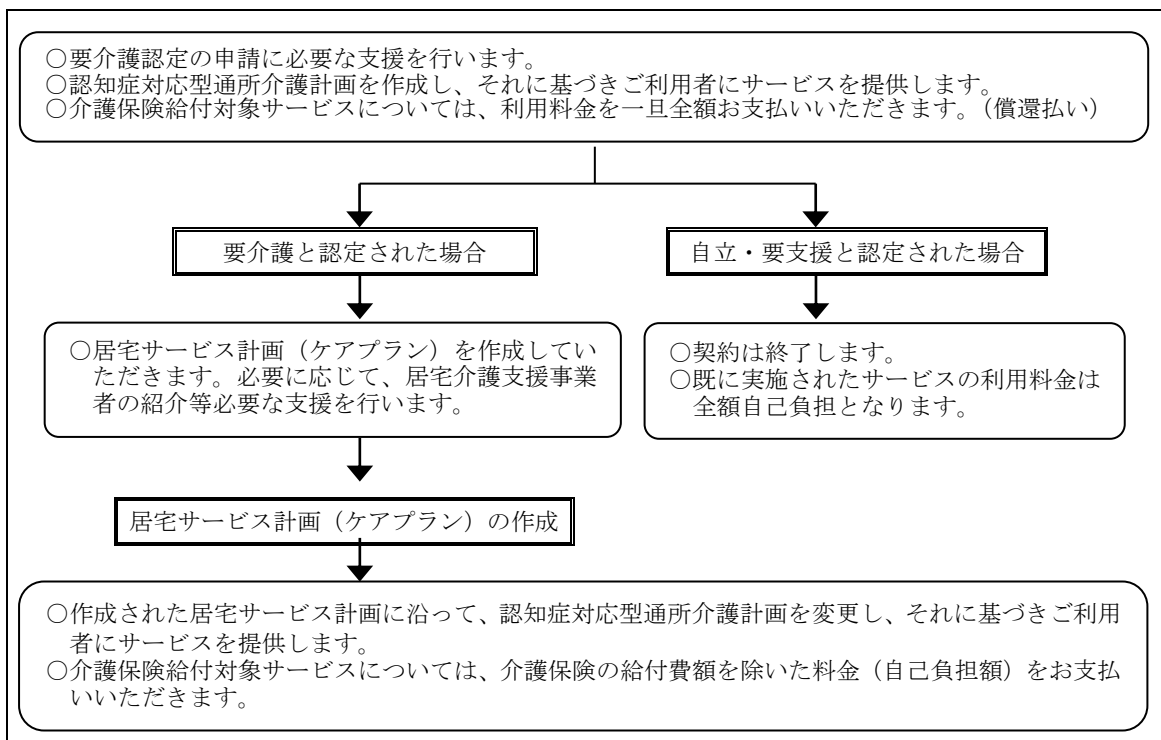 ○要介護認定の申請に必要な支援を行います。
○認知症対応型通所介護計画を作成し、それに基づきご利用者にサービスを提供します。
○介護保険給付対象サービスについては、利用料金を一旦全額お支払いいただきます。（償還払い）
要介護と認定された場合
自立・要支援と認定された場合
○居宅サービス計画（ケアプラン）を作成してい
ただきます。必要に応じて、居宅介護支援事業
者の紹介等必要な支援を行います。
○契約は終了します。
○既に実施されたサービスの利用料金は
全額自己負担となります。
居宅サービス計画（ケアプラン）の作成
○作成された居宅サービス計画に沿って、認知症対応型通所介護計画を変更し、それに基づきご利用
者にサービスを提供します。
○介護保険給付対象サービスについては、介護保険の給付費額を除いた料金（自己負担額）をお支払
いいただきます。